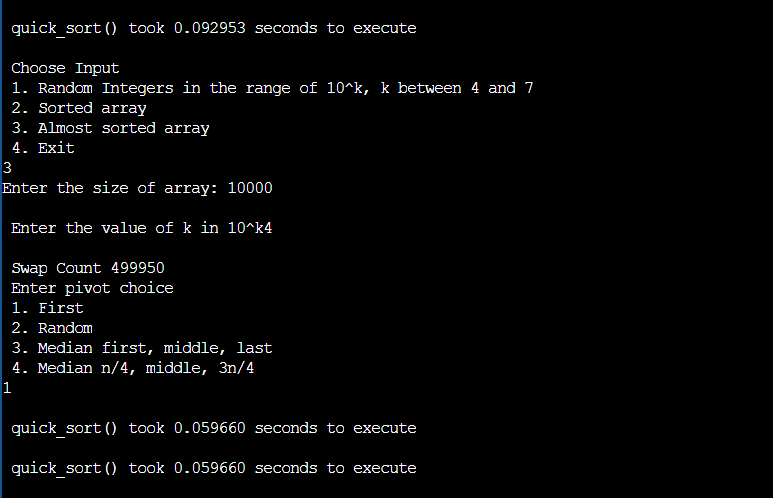 quick_sort() took 0.092953 seconds to execute
Choose Input
1. Random Integers in the range of 10^k, k between 4 and 7
2. Sorted array
3. Almost sorted array
4. Exit
3
Enter the size of array: 10000
Enter the value of k in 10^k4
Swap Count 499950
Enter pivot choice
1. First
2. Random
3. Median first, middle, last
4. Median n/4, middle, 3n/4
1
quick_sort() took 0.059660 seconds to execute
quick_sort() took 0.059660 seconds to execute